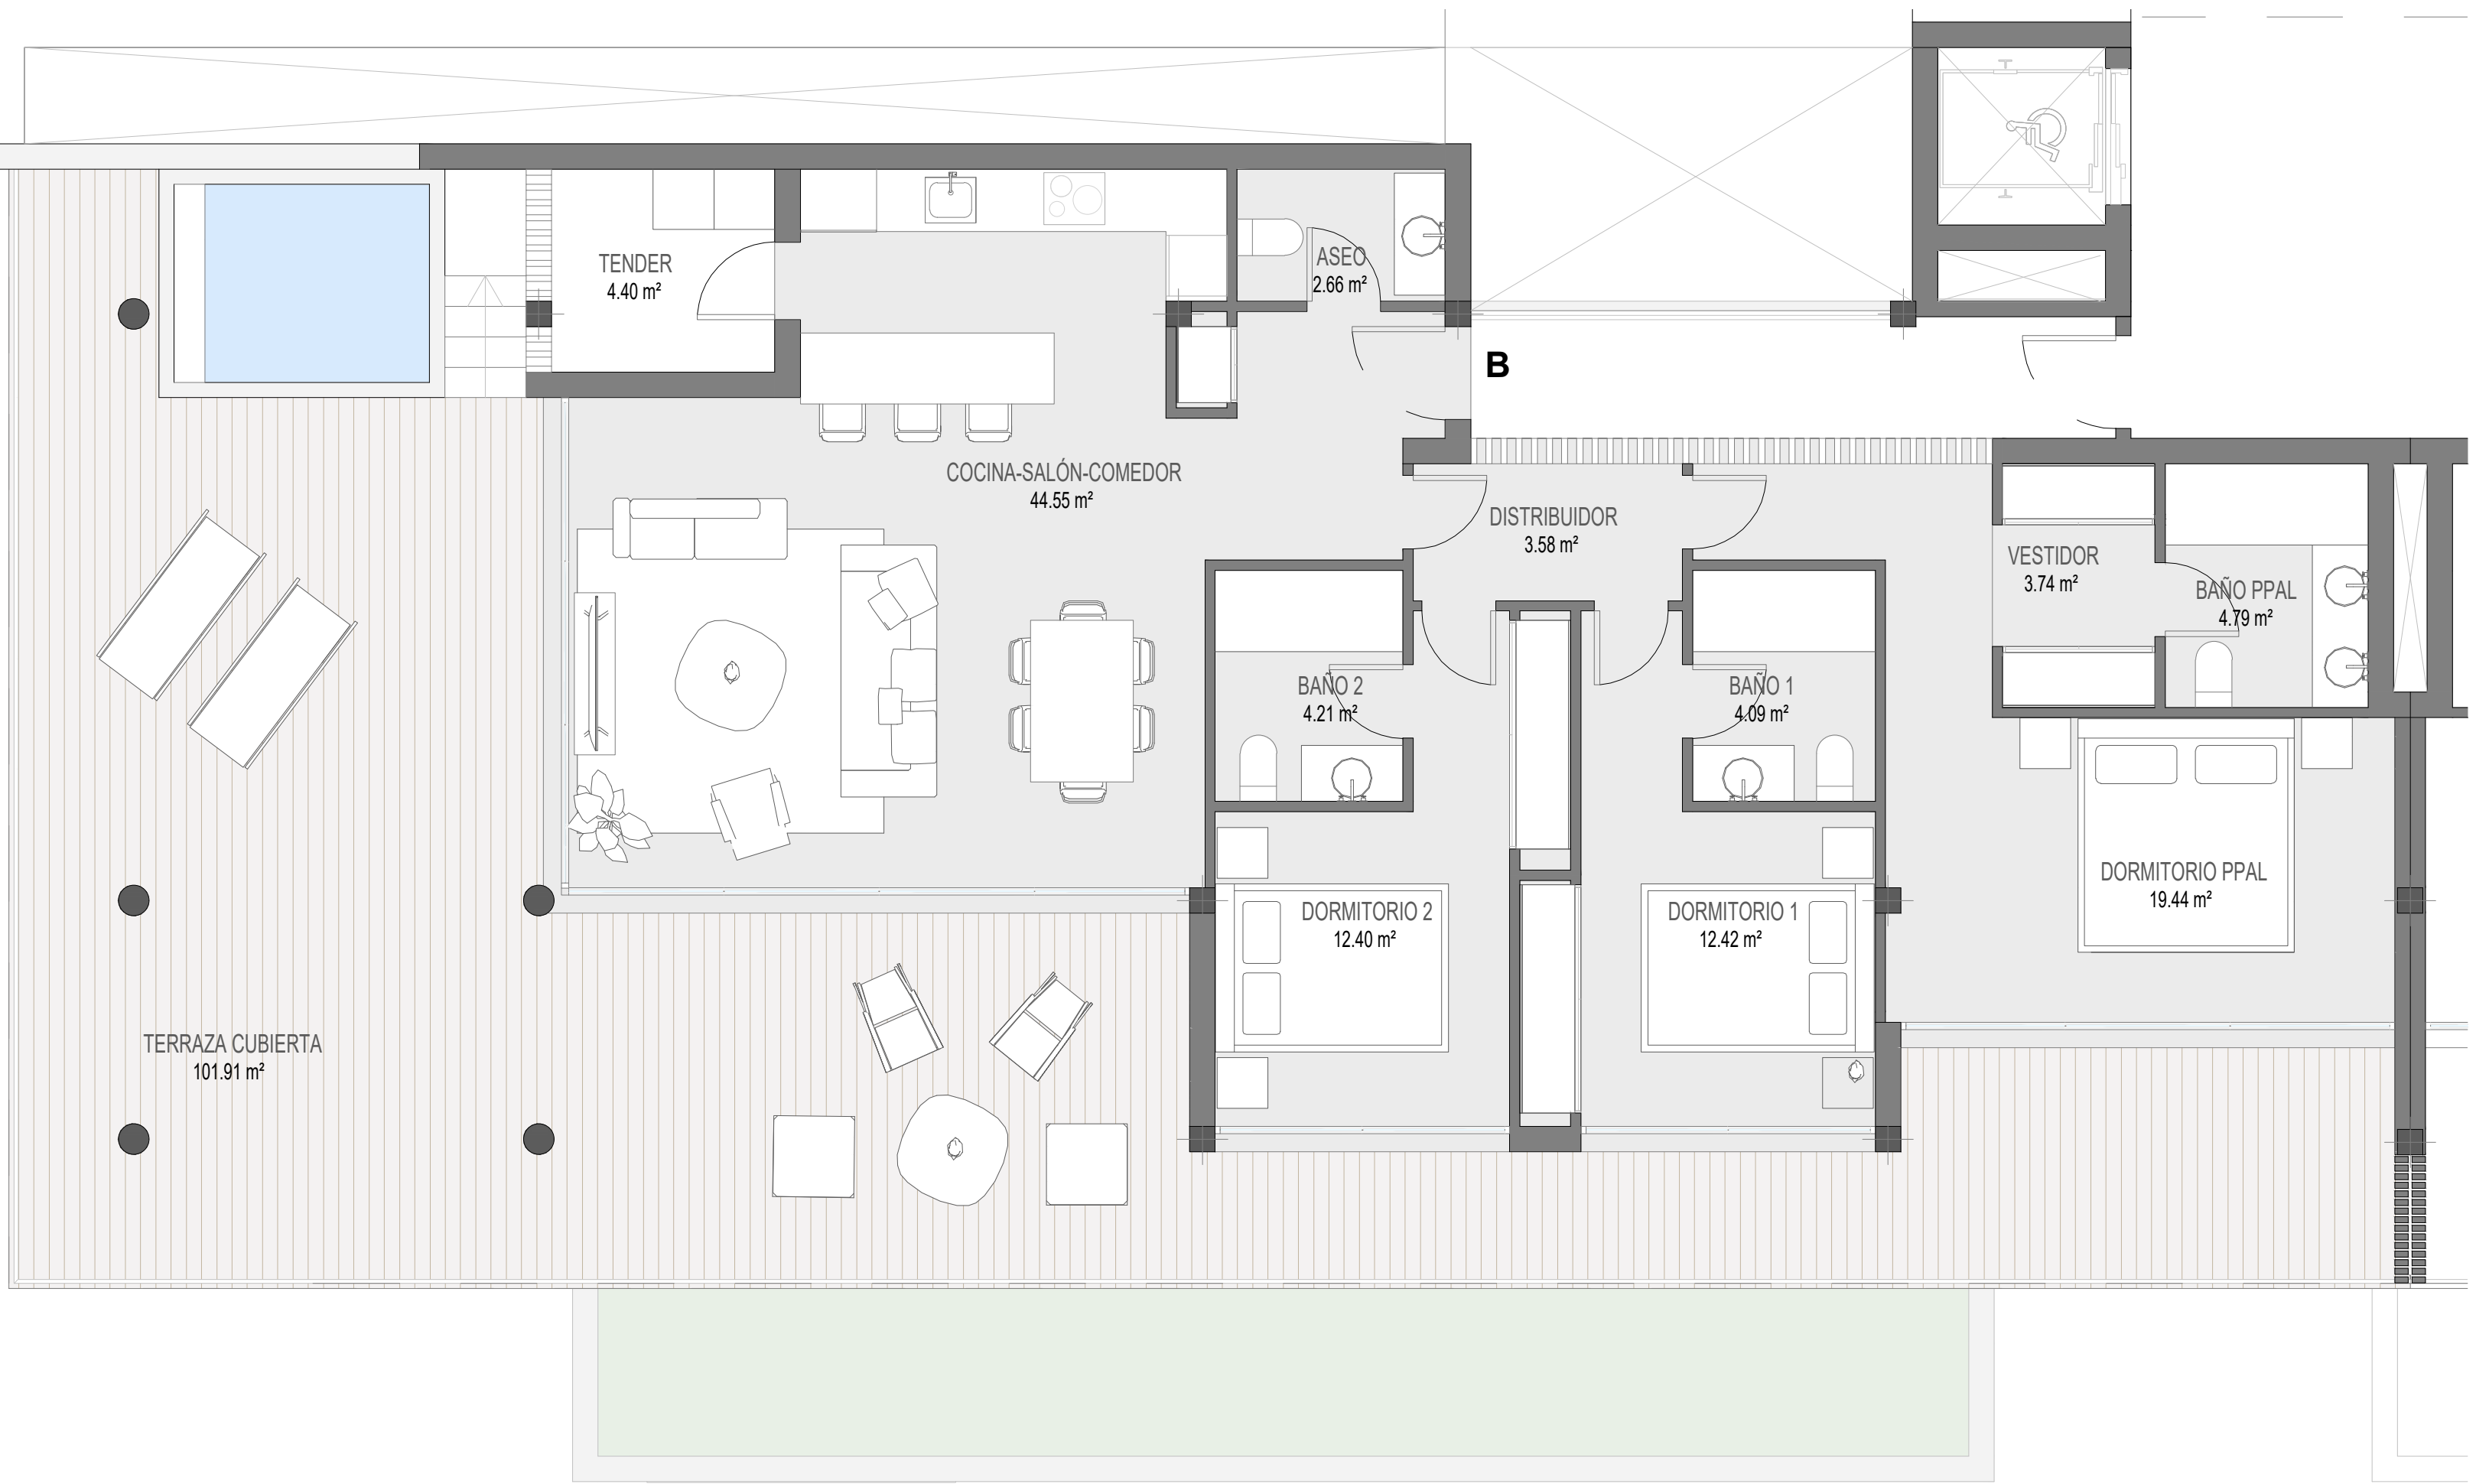 TENDER
4.40 m²
ASEO
2.66 m²
B
COCINA-SALÓN-COMEDOR
44.55 m²
DISTRIBUIDOR
3.58 m²
VESTIDOR
3.74 m²
BAÑO PPAL
4.79 m²
BAÑO 2
4.21 m²
BAÑO 1
4.09 m²
DORMITORIO PPAL
19.44 m²
DORMITORIO 2
12.40 m²
DORMITORIO 1
12.42 m²
TERRAZA CUBIERTA
101.91 m²